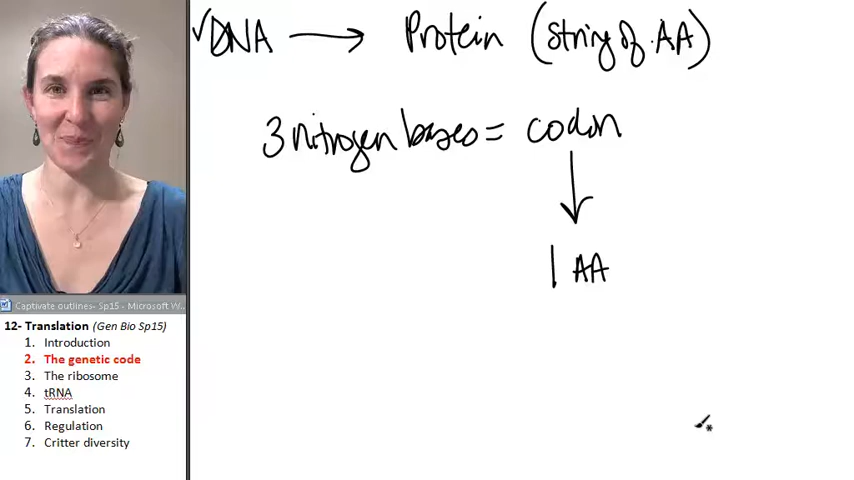 √DNA → Protein (string of AA)
3 nitrogen bases = codon
↓
1 AA
Captivate outlines- Sp15 - Microsoft W...
12- Translation (Gen Bio Sp15)
1. Introduction
2. The genetic code
3. The ribosome
4. tRNA
5. Translation
6. Regulation
7. Critter diversity